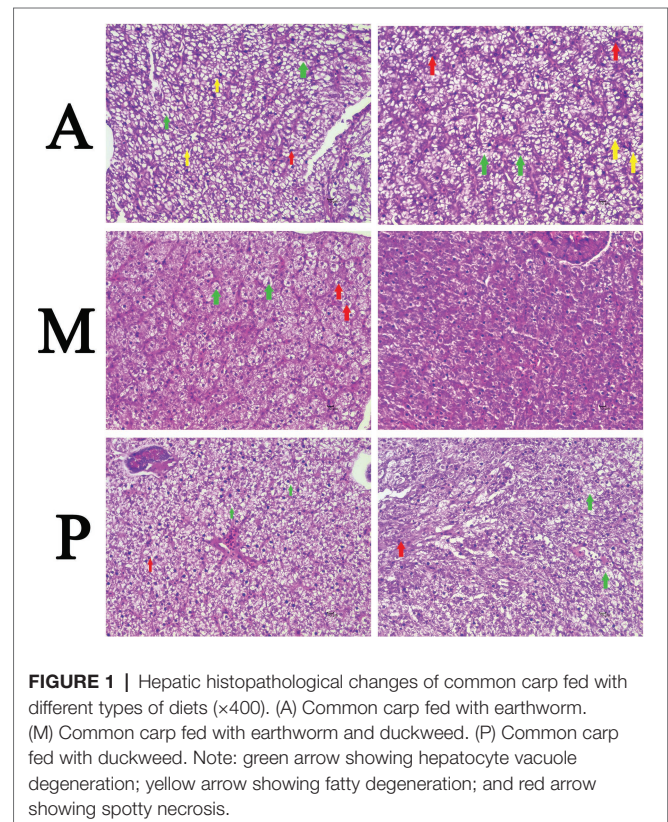 A
M
P
FIGURE 1 | Hepatic histopathological changes of common carp fed with
different types of diets (×400). (A) Common carp fed with earthworm.
(M) Common carp fed with earthworm and duckweed. (P) Common carp
fed with duckweed. Note: green arrow showing hepatocyte vacuole
degeneration; yellow arrow showing fatty degeneration; and red arrow
showing spotty necrosis.